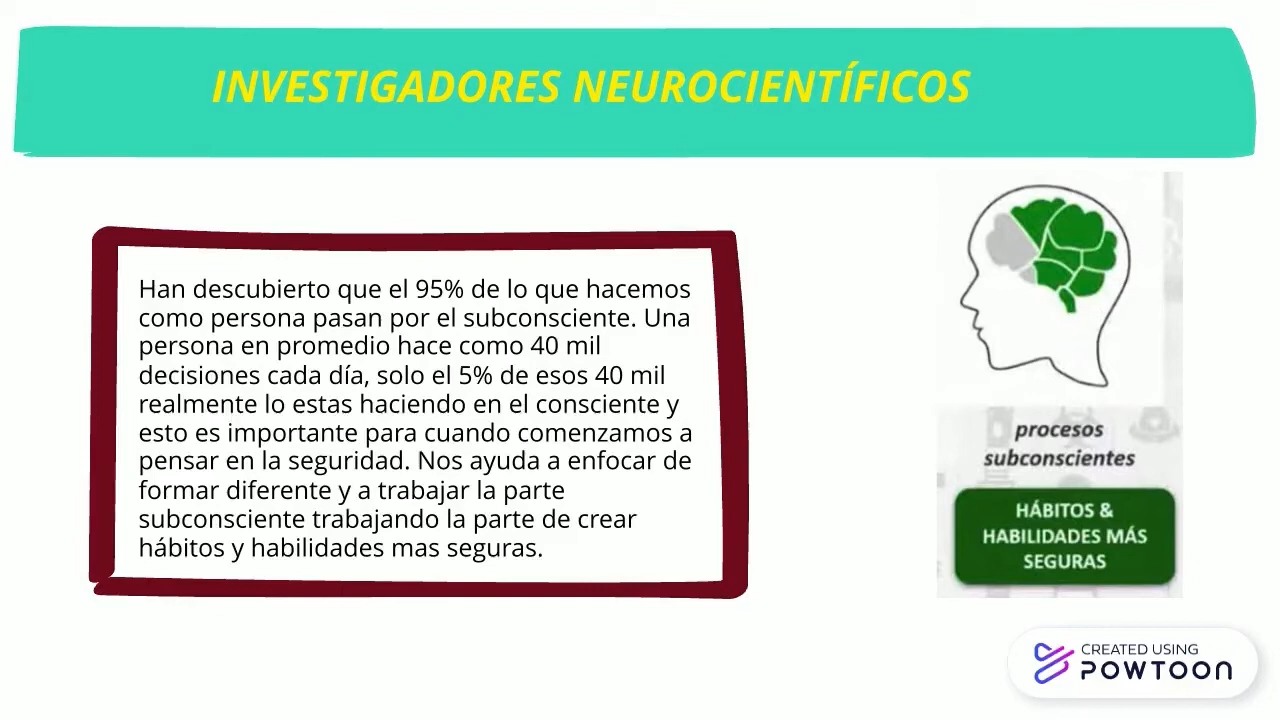 INVESTIGADORES NEUROCIENTÍFICOS
Han descubierto que el 95% de lo que hacemos
como persona pasan por el subconsciente. Una
persona en promedio hace como 40 mil
decisiones cada día, solo el 5% de esos 40 mil
realmente lo estas haciendo en el consciente y
esto es importante para cuando comenzamos a
pensar en la seguridad. Nos ayuda a enfocar de
formar diferente y a trabajar la parte
subconsciente trabajando la parte de crear
hábitos y habilidades mas seguras.
procesos
subconscientes
HÁBITOS &
HABILIDADES MÁS
SEGURAS
CREATED USING
POWTOON